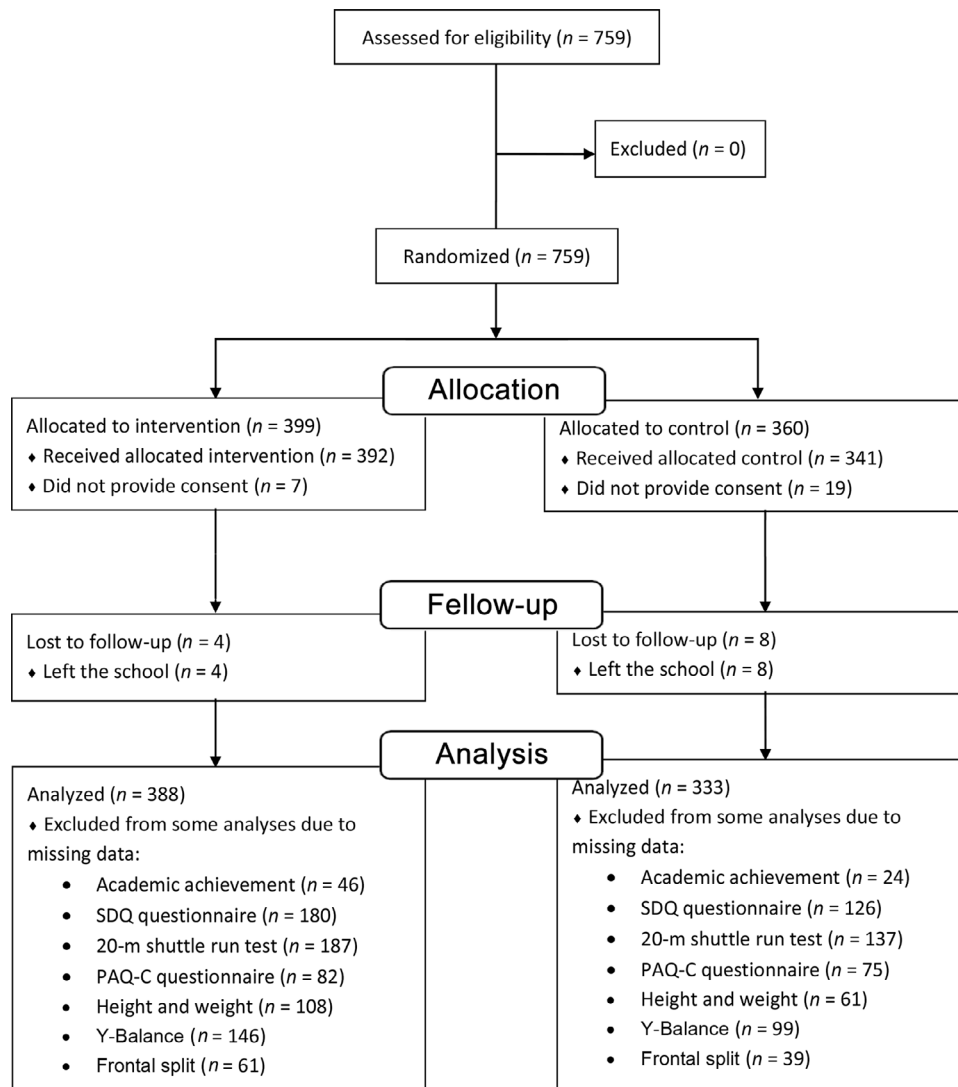 Assessed for eligibility (n = 759)
Excluded (n = 0)
Randomized (n = 759)
Allocation
Allocated to intervention (n = 399)
♦ Received allocated intervention (n = 392)
♦ Did not provide consent (n = 7)
Allocated to control (n = 360)
♦ Received allocated control (n = 341)
♦ Did not provide consent (n = 19)
Fellow-up
Lost to follow-up (n = 4)
♦ Left the school (n = 4)
Lost to follow-up (n = 8)
♦ Left the school (n = 8)
Analysis
Analyzed (n = 388)
♦ Excluded from some analyses due to
missing data:
• Academic achievement (n = 46)
• SDQ questionnaire (n = 180)
• 20-m shuttle run test (n = 187)
• PAQ-C questionnaire (n = 82)
• Height and weight (n = 108)
• Y-Balance (n = 146)
• Frontal split (n = 61)
Analyzed (n = 333)
♦ Excluded from some analyses due to
missing data:
• Academic achievement (n = 24)
• SDQ questionnaire (n = 126)
• 20-m shuttle run test (n = 137)
• PAQ-C questionnaire (n = 75)
• Height and weight (n = 61)
• Y-Balance (n = 99)
• Frontal split (n = 39)